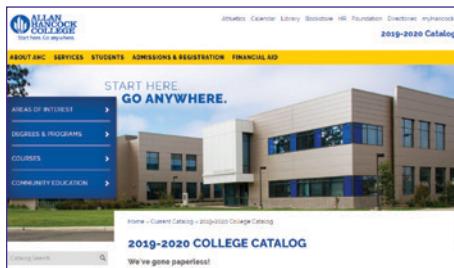 ALLAN
HANCOCK
COLLEGE
Start here. Go anywhere.
Athletics Calendar Library Bookstore HR Foundation Directories myHancock
2019-2020 Catalog
ABOUT AHC SERVICES STUDENTS ADMISSIONS & REGISTRATION FINANCIAL AID
START HERE.
GO ANYWHERE.
AREAS OF INTEREST
DEGREES & PROGRAMS
COURSES
COMMUNITY EDUCATION
Home » Current Catalog » 2019-2020 College Catalog
2019-2020 COLLEGE CATALOG
Catalog Search
We've gone paperless!